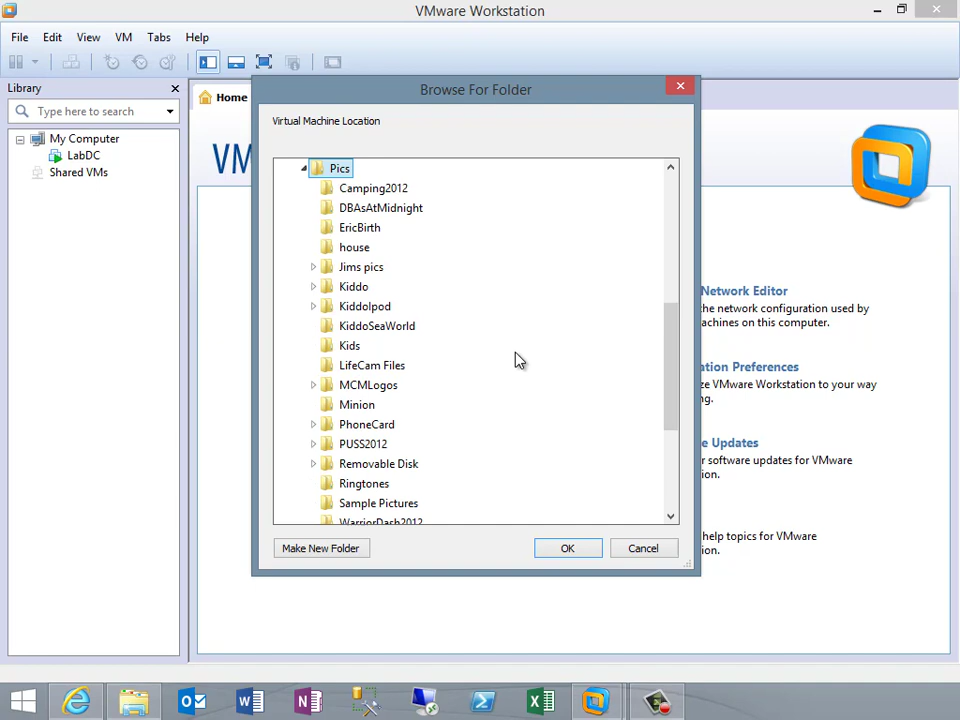 VMware Workstation
File Edit View VM Tabs Help
Library
Type here to search
My Computer
LabDC
Shared VMs
Home
VM
Browse For Folder
Virtual Machine Location
Pics
Camping2012
DBAsAtMidnight
EricBirth
house
Jims pics
Kiddo
KiddoIpod
KiddoSeaWorld
Kids
LifeCam Files
MCMLogos
Minion
PhoneCard
PUSS2012
Removable Disk
Ringtones
Sample Pictures
WarriorDash2012
Make New Folder OK Cancel
Network Editor
the network configuration used by
achines on this computer.
ation Preferences
ze VMware Workstation to your way
ng.
e Updates
r software updates for VMware
ion.
help topics for VMware
ion.